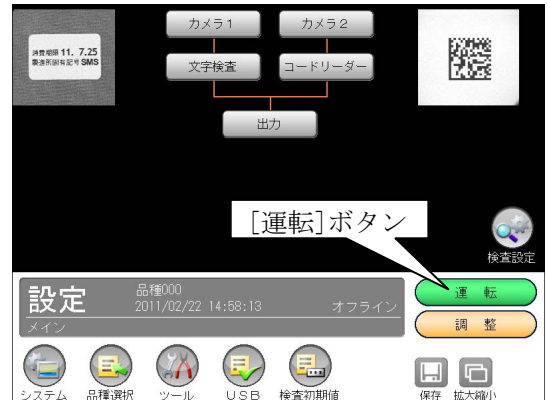 カメラ1 カメラ2
消費期限 11. 7.25
製造所固有記号 SMS
文字検査 コードリーダー
出力
[運転]ボタン
検査設定
設定 品種000
2011/02/22 14:58:13 オフライン
メイン
運 転
調 整
システム 品種選択 ツール USB 検査初期値 保存 拡大縮小